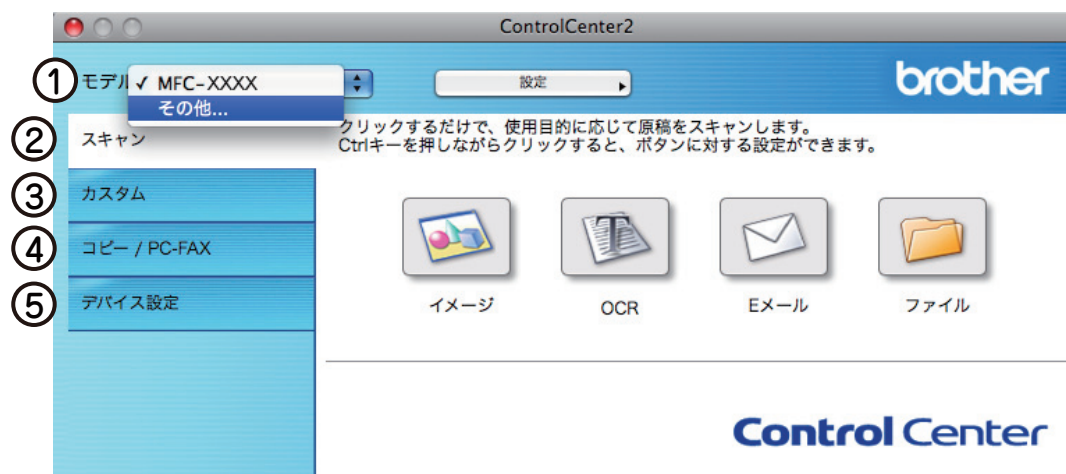 ControlCenter2
① モデル ✓ MFC-XXXX
その他...
設定
brother
② スキャン
クリックするだけで、使用目的に応じて原稿をスキャンします。
Ctrlキーを押しながらクリックすると、ボタンに対する設定ができます。
③ カスタム
④ コピー / PC-FAX
⑤ デバイス設定
イメージ OCR Eメール ファイル
Control Center